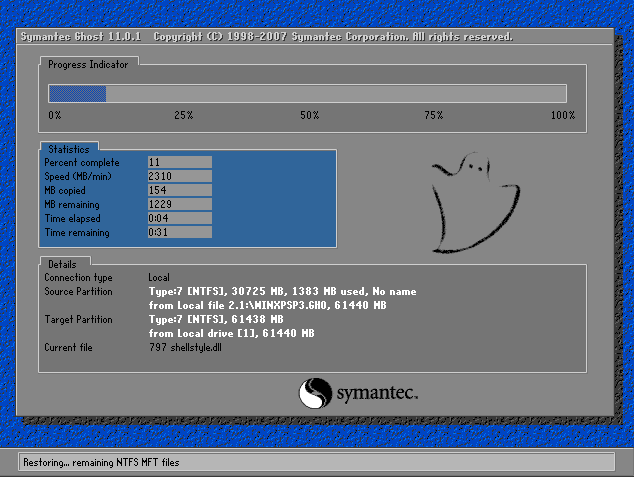 Symantec Ghost 11.0.1 Copyright (C) 1998-2007 Symantec Corporation. All rights reserved.
Progress Indicator
0% 25% 50% 75% 100%
Statistics
Percent complete 11
Speed (MB/min) 2310
MB copied 154
MB remaining 1229
Time elapsed 0:04
Time remaining 0:31
Details
Connection type Local
Source Partition Type:7 [NTFS], 30725 MB, 1383 MB used, No name
from Local file 2.1:\MINXPSP3.GHO, 61440 MB
Target Partition Type:7 [NTFS], 61438 MB
from Local drive [1], 61440 MB
Current file 797 shellstyle.dll
symantec.
Restoring... remaining NTFS MFT files